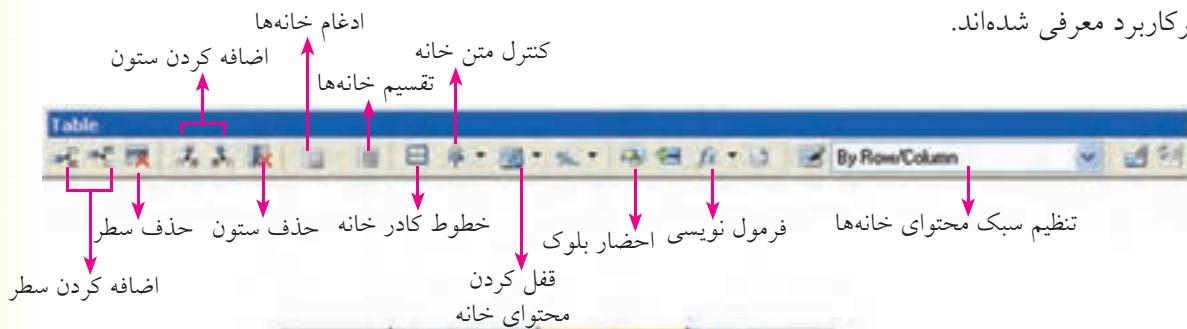 رکاربرد معرفی شده‌اند.
ادغام خانه‌ها
کنترل متن خانه
اضافه کردن ستون
تقسیم خانه‌ها
Table
By Row/Column
تنظیم سبک محتوای خانه‌ها
فرمول نویسی
احضار بلوک
خطوط کادر خانه
حذف ستون
حذف سطر
قفل کردن
محتوای خانه
اضافه کردن سطر